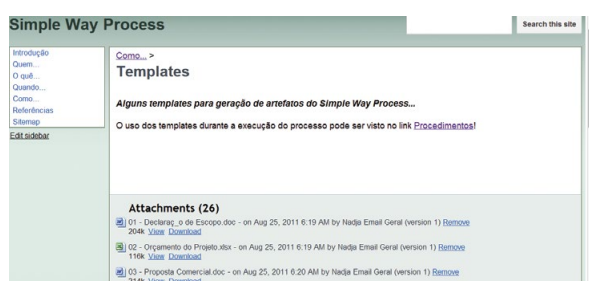 Simple Way Process
Search this site
Introdução
Quem...
O quê...
Quando...
Como...
Referências
Sitemap
Edit sidebar
Como... >
Templates
Alguns templates para geração de artefatos do Simple Way Process...
O uso dos templates durante a execução do processo pode ser visto no link Procedimentos!
Attachments (26)
01 - Declaraç_o de Escopo.doc - on Aug 25, 2011 6:19 AM by Nadja Email Geral (version 1) Remove
204k View Download
02 - Orçamento do Projeto.xlsx - on Aug 25, 2011 6:19 AM by Nadja Email Geral (version 1) Remove
116k View Download
03 - Proposta Comercial.doc - on Aug 25, 2011 6:20 AM by Nadja Email Geral (version 1) Remove
214k View Download